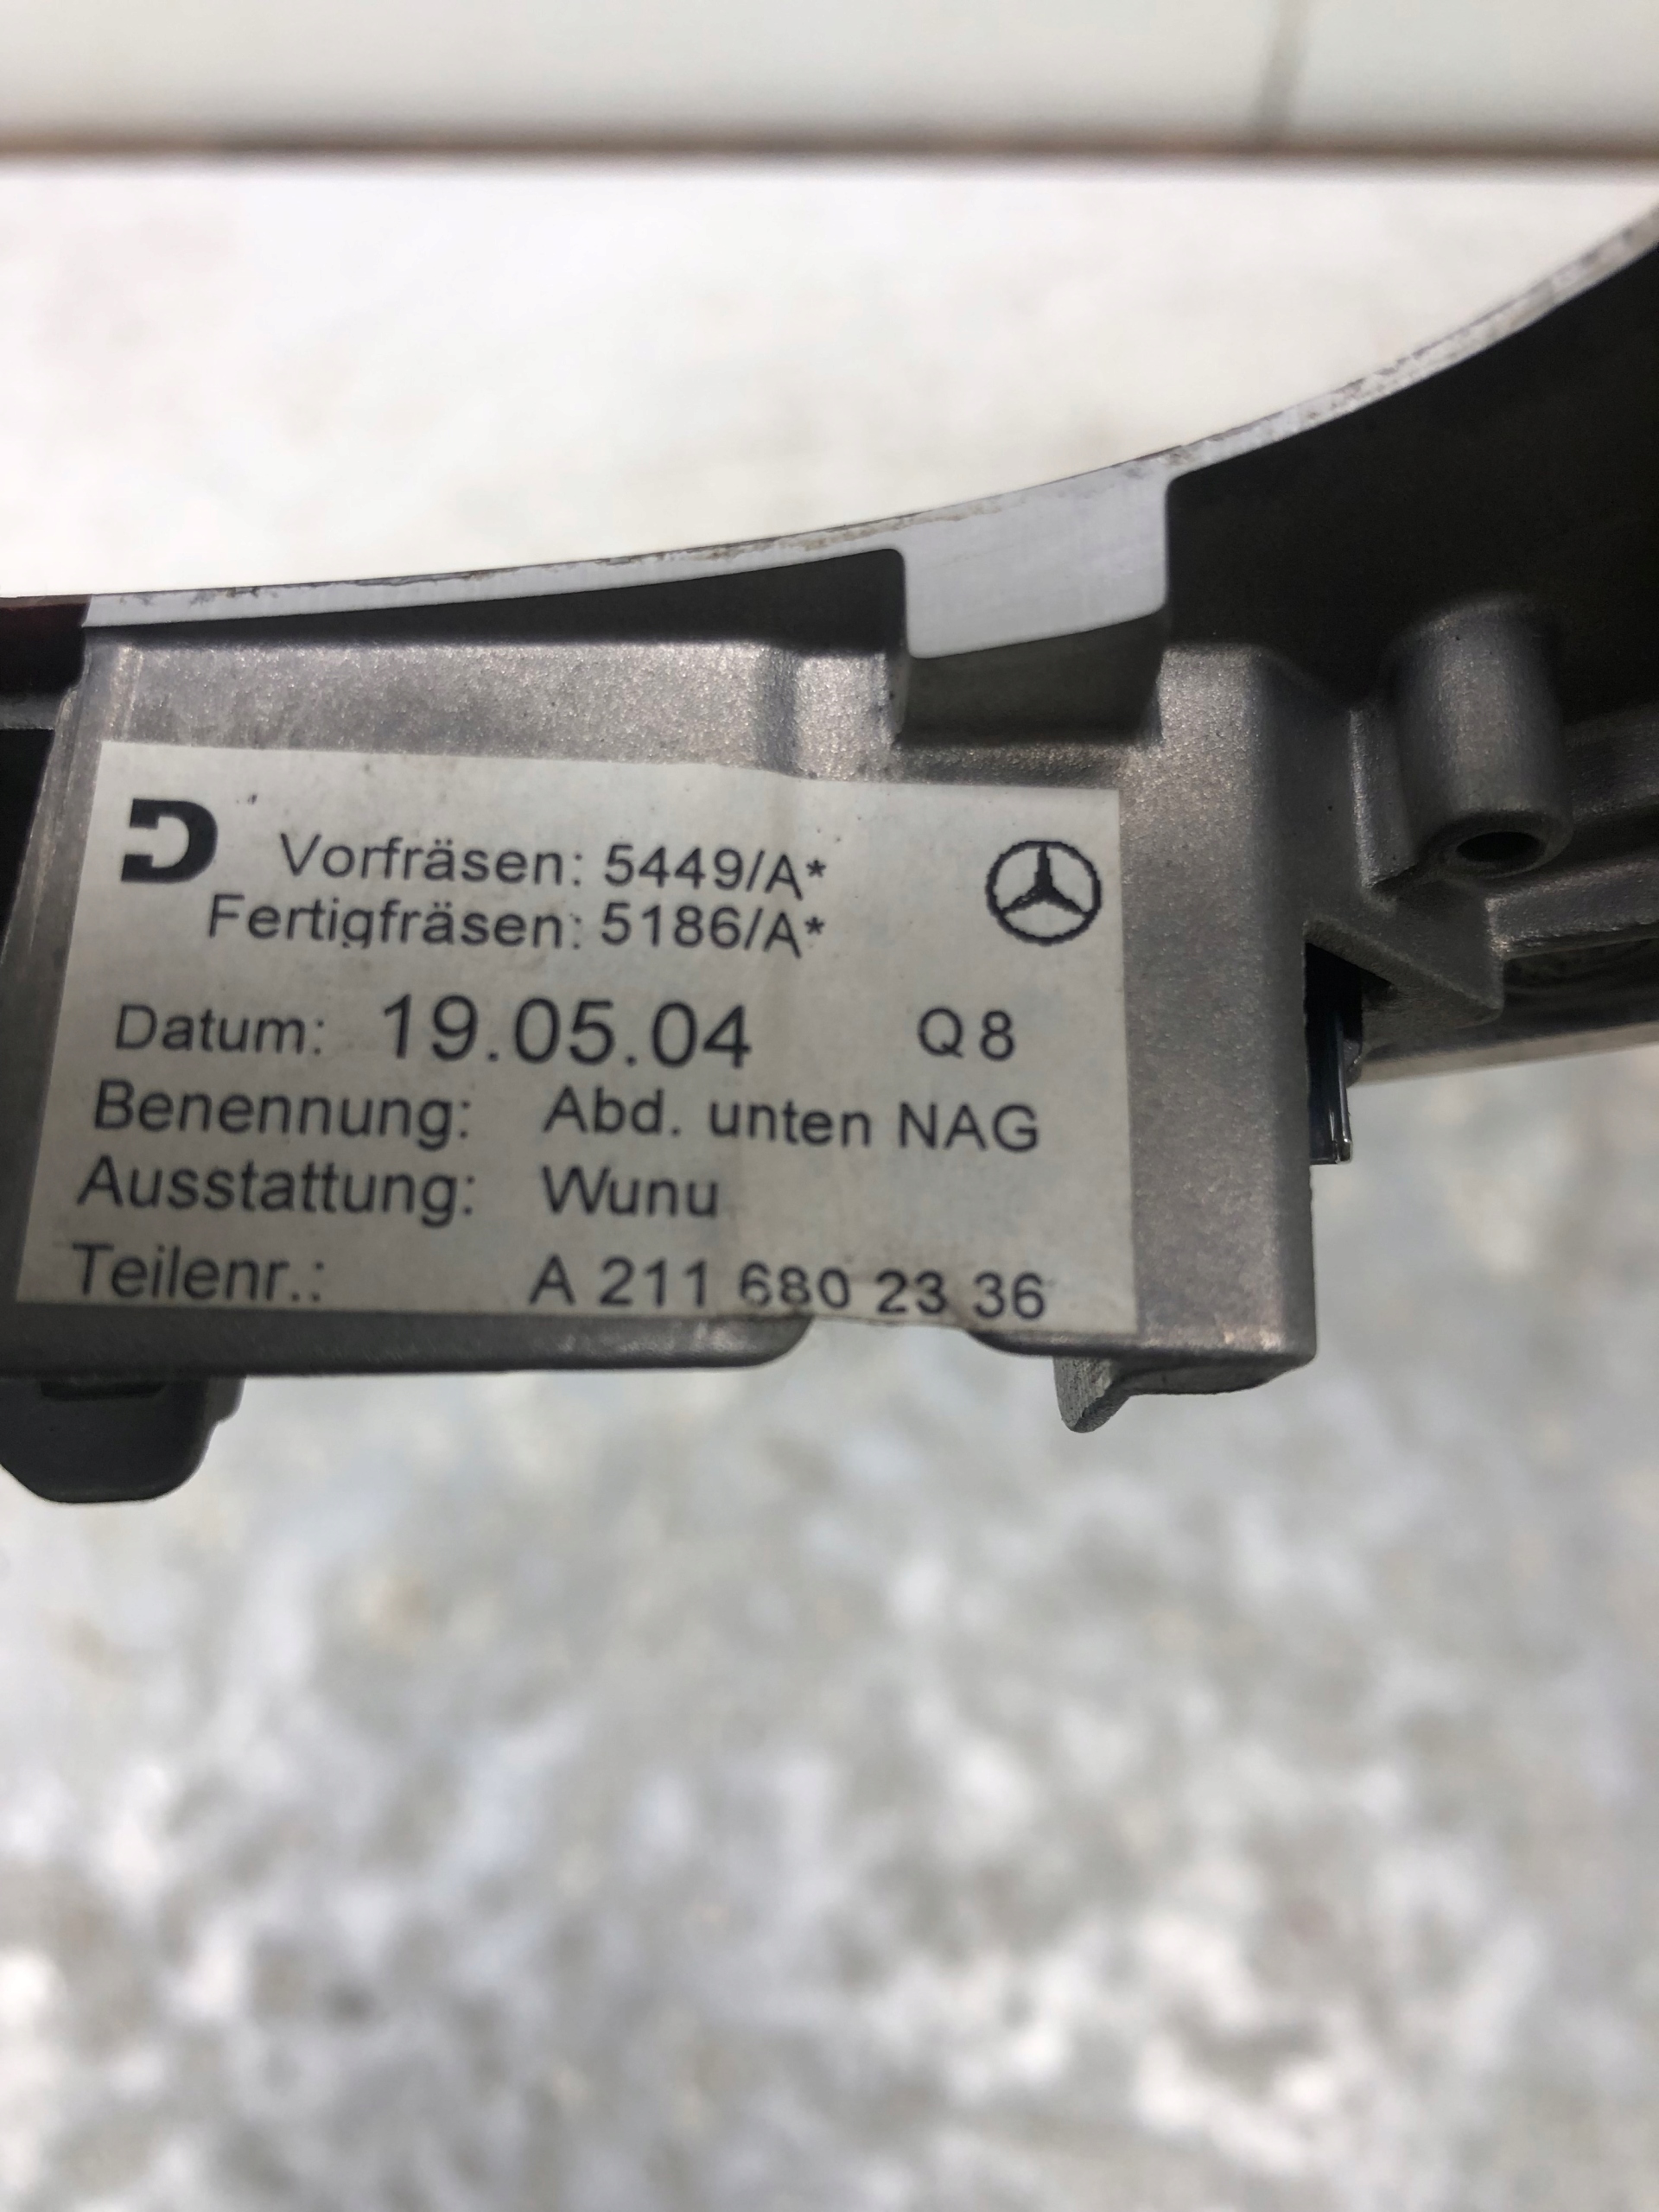 D Vorfräsen: 5449/A*
Fertigfräsen: 5186/A*
Datum: 19.05.04 Q8
Benennung: Abd. unten NAG
Ausstattung: Wunu
Teilenr.: A 211 680 23 36